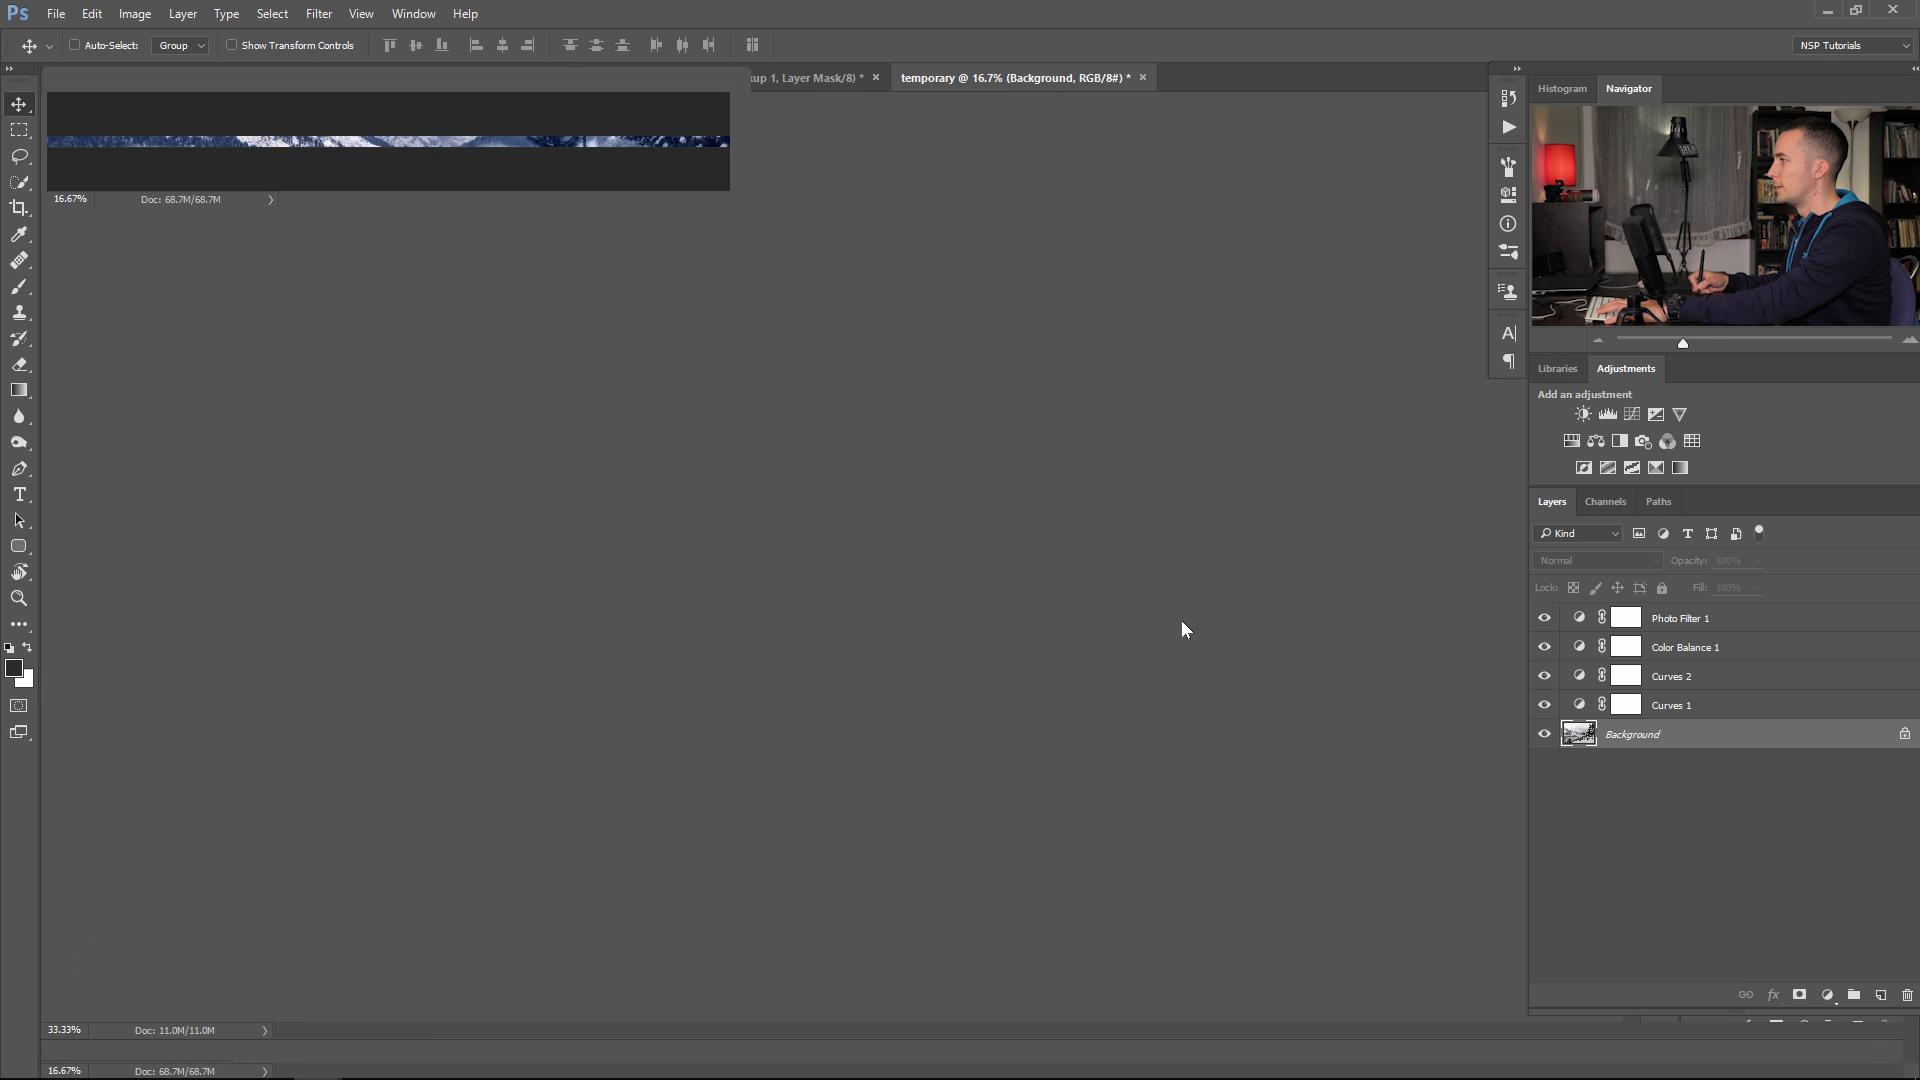 Ps File Edit Image Layer Type Select Filter View Window Help
Auto-Select: Group Show Transform Controls NSP Tutorials
kup 1, Layer Mask/8) * × temporary @ 16.7% (Background, RGB/8#) * ×
Histogram Navigator
16.67% Doc: 68.7M/68.7M
Libraries Adjustments
Add an adjustment
Layers Channels Paths
Kind
Normal Opacity: 100%
Lock: Fill: 100%
Photo Filter 1
Color Balance 1
Curves 2
Curves 1
Background
fx
33.33% Doc: 11.0M/11.0M
16.67% Doc: 68.7M/68.7M